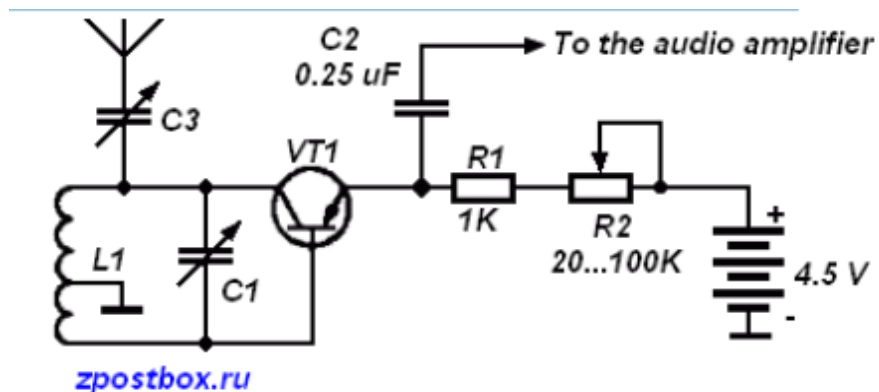 C2
0.25 uF
To the audio amplifier
C3
VT1
R1
1K
R2
20...100K
+
4.5 V
-
L1
C1
zpostbox.ru